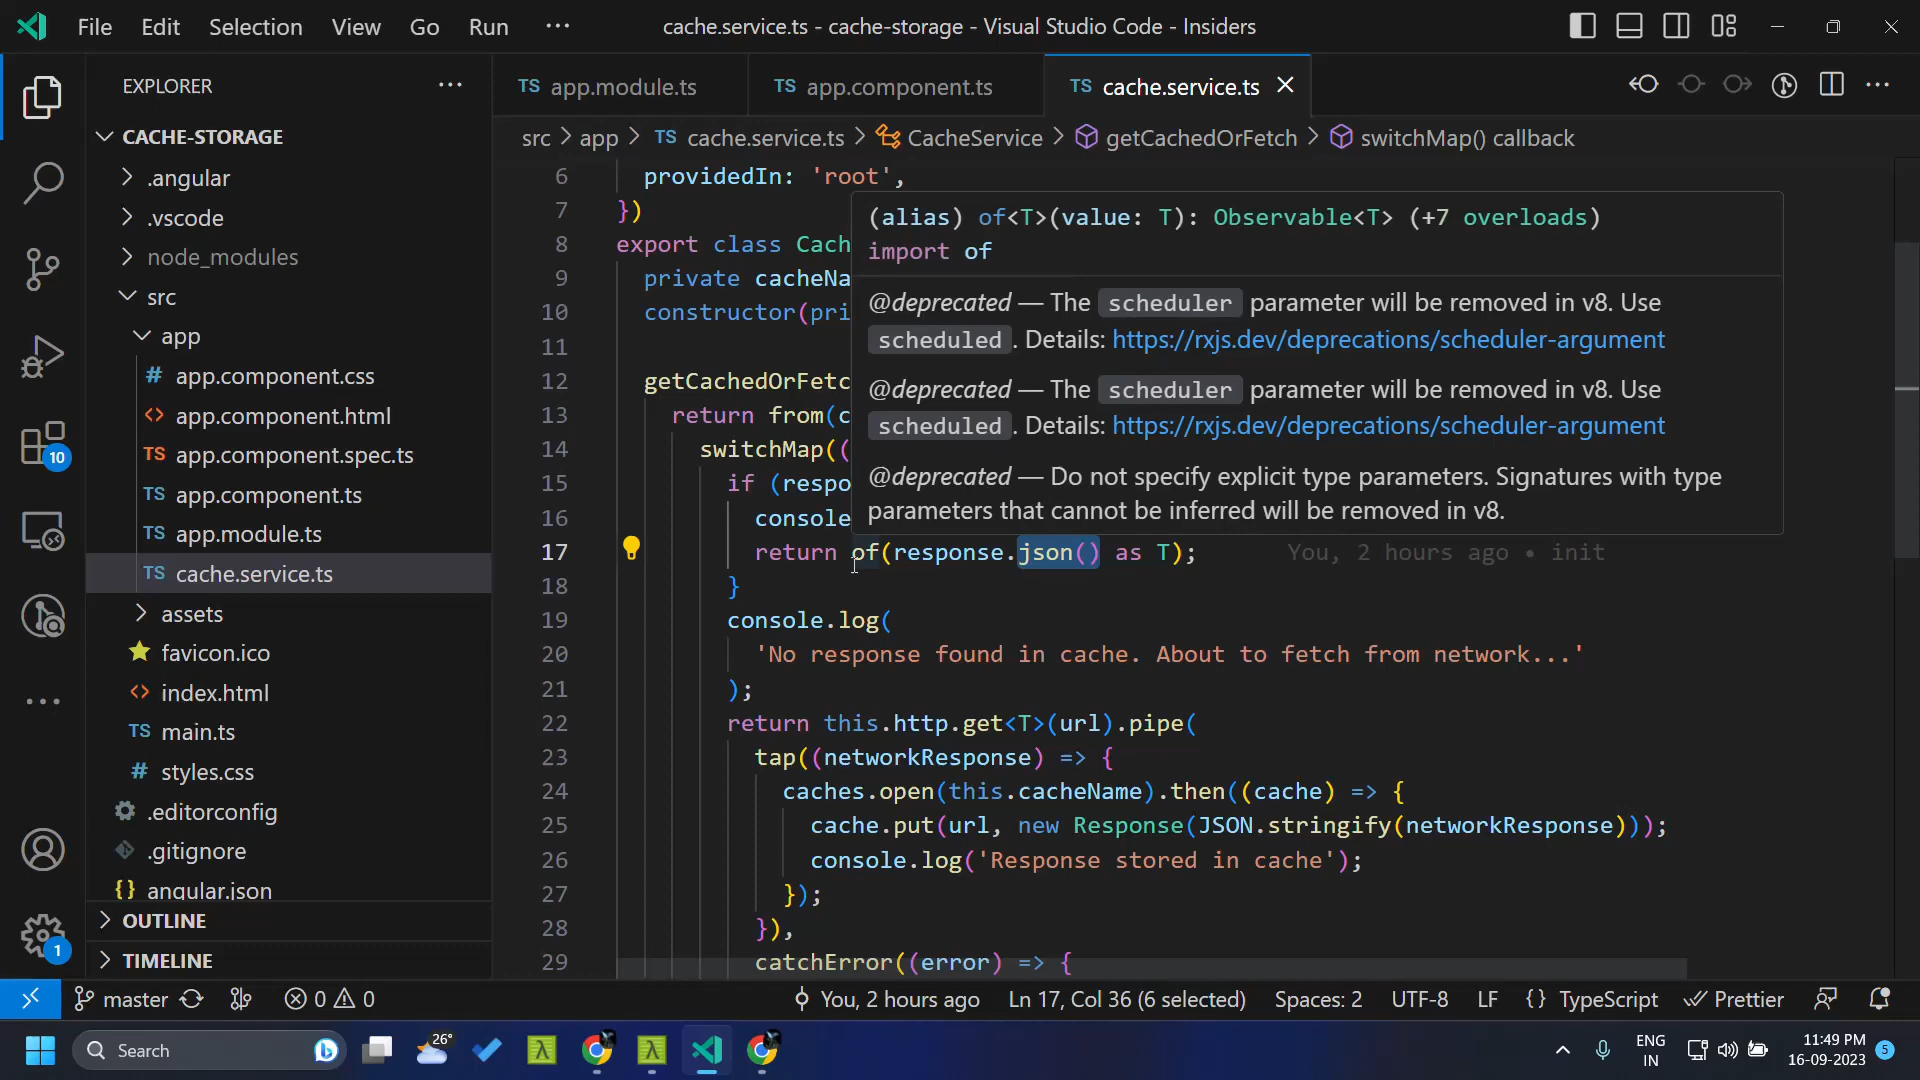 File Edit Selection View Go Run ···
cache.service.ts - cache-storage - Visual Studio Code - Insiders
EXPLORER
CACHE-STORAGE
.angular
.vscode
node_modules
src
app
# app.component.css
<> app.component.html
TS app.component.spec.ts
TS app.component.ts
TS app.module.ts
TS cache.service.ts
assets
favicon.ico
<> index.html
TS main.ts
# styles.css
.editorconfig
.gitignore
{} angular.json
OUTLINE
TIMELINE
10
1
TS app.module.ts
TS app.component.ts
TS cache.service.ts
src > app > TS cache.service.ts > CacheService > getCachedOrFetch > switchMap() callback
6 providedIn: 'root',
7 })
8 export class Cach
9 private cacheNa
10 constructor(pri
11
12 getCachedOrFetc
13 return from(c
14 switchMap((
15 if (respo
16 console
17 return of(response.json() as T); You, 2 hours ago • init
18 }
19 console.log(
20 'No response found in cache. About to fetch from network...'
21 );
22 return this.http.get<T>(url).pipe(
23 tap((networkResponse) => {
24 caches.open(this.cacheName).then((cache) => {
25 cache.put(url, new Response(JSON.stringify(networkResponse)));
26 console.log('Response stored in cache');
27 });
28 }),
29 catchError((error) => {
(alias) of<T>(value: T): Observable<T> (+7 overloads)
import of
@deprecated — The scheduler parameter will be removed in v8. Use
scheduled. Details: https://rxjs.dev/deprecations/scheduler-argument
@deprecated — The scheduler parameter will be removed in v8. Use
scheduled. Details: https://rxjs.dev/deprecations/scheduler-argument
@deprecated — Do not specify explicit type parameters. Signatures with type
parameters that cannot be inferred will be removed in v8.
master 0 0 You, 2 hours ago Ln 17, Col 36 (6 selected) Spaces: 2 UTF-8 LF {} TypeScript Prettier
Search 26° ENG 11:49 PM 5
IN 16-09-2023